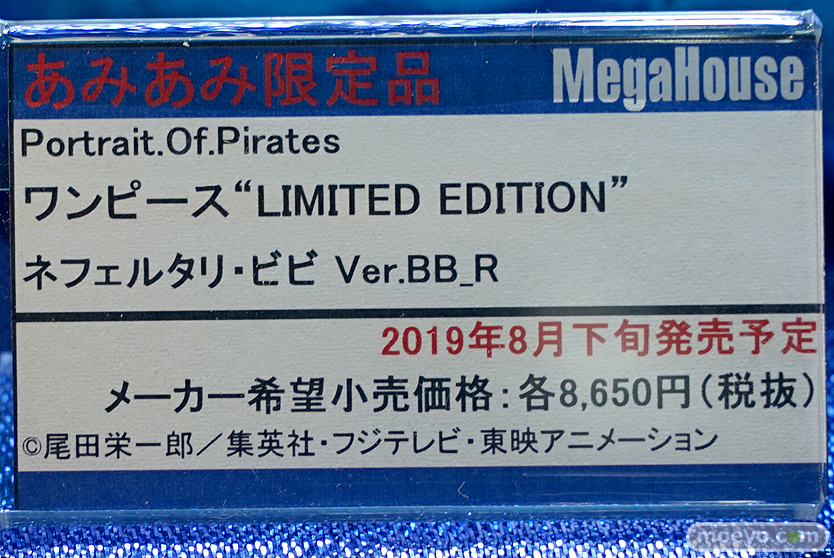 あみあみ限定品 MegaHouse
Portrait.Of.Pirates
ワンピース“LIMITED EDITION”
ネフェルタリ・ビビ Ver.BB_R
2019年8月下旬発売予定
メーカー希望小売価格：各8,650円（税抜）
©尾田栄一郎／集英社・フジテレビ・東映アニメーション
moeyo.com